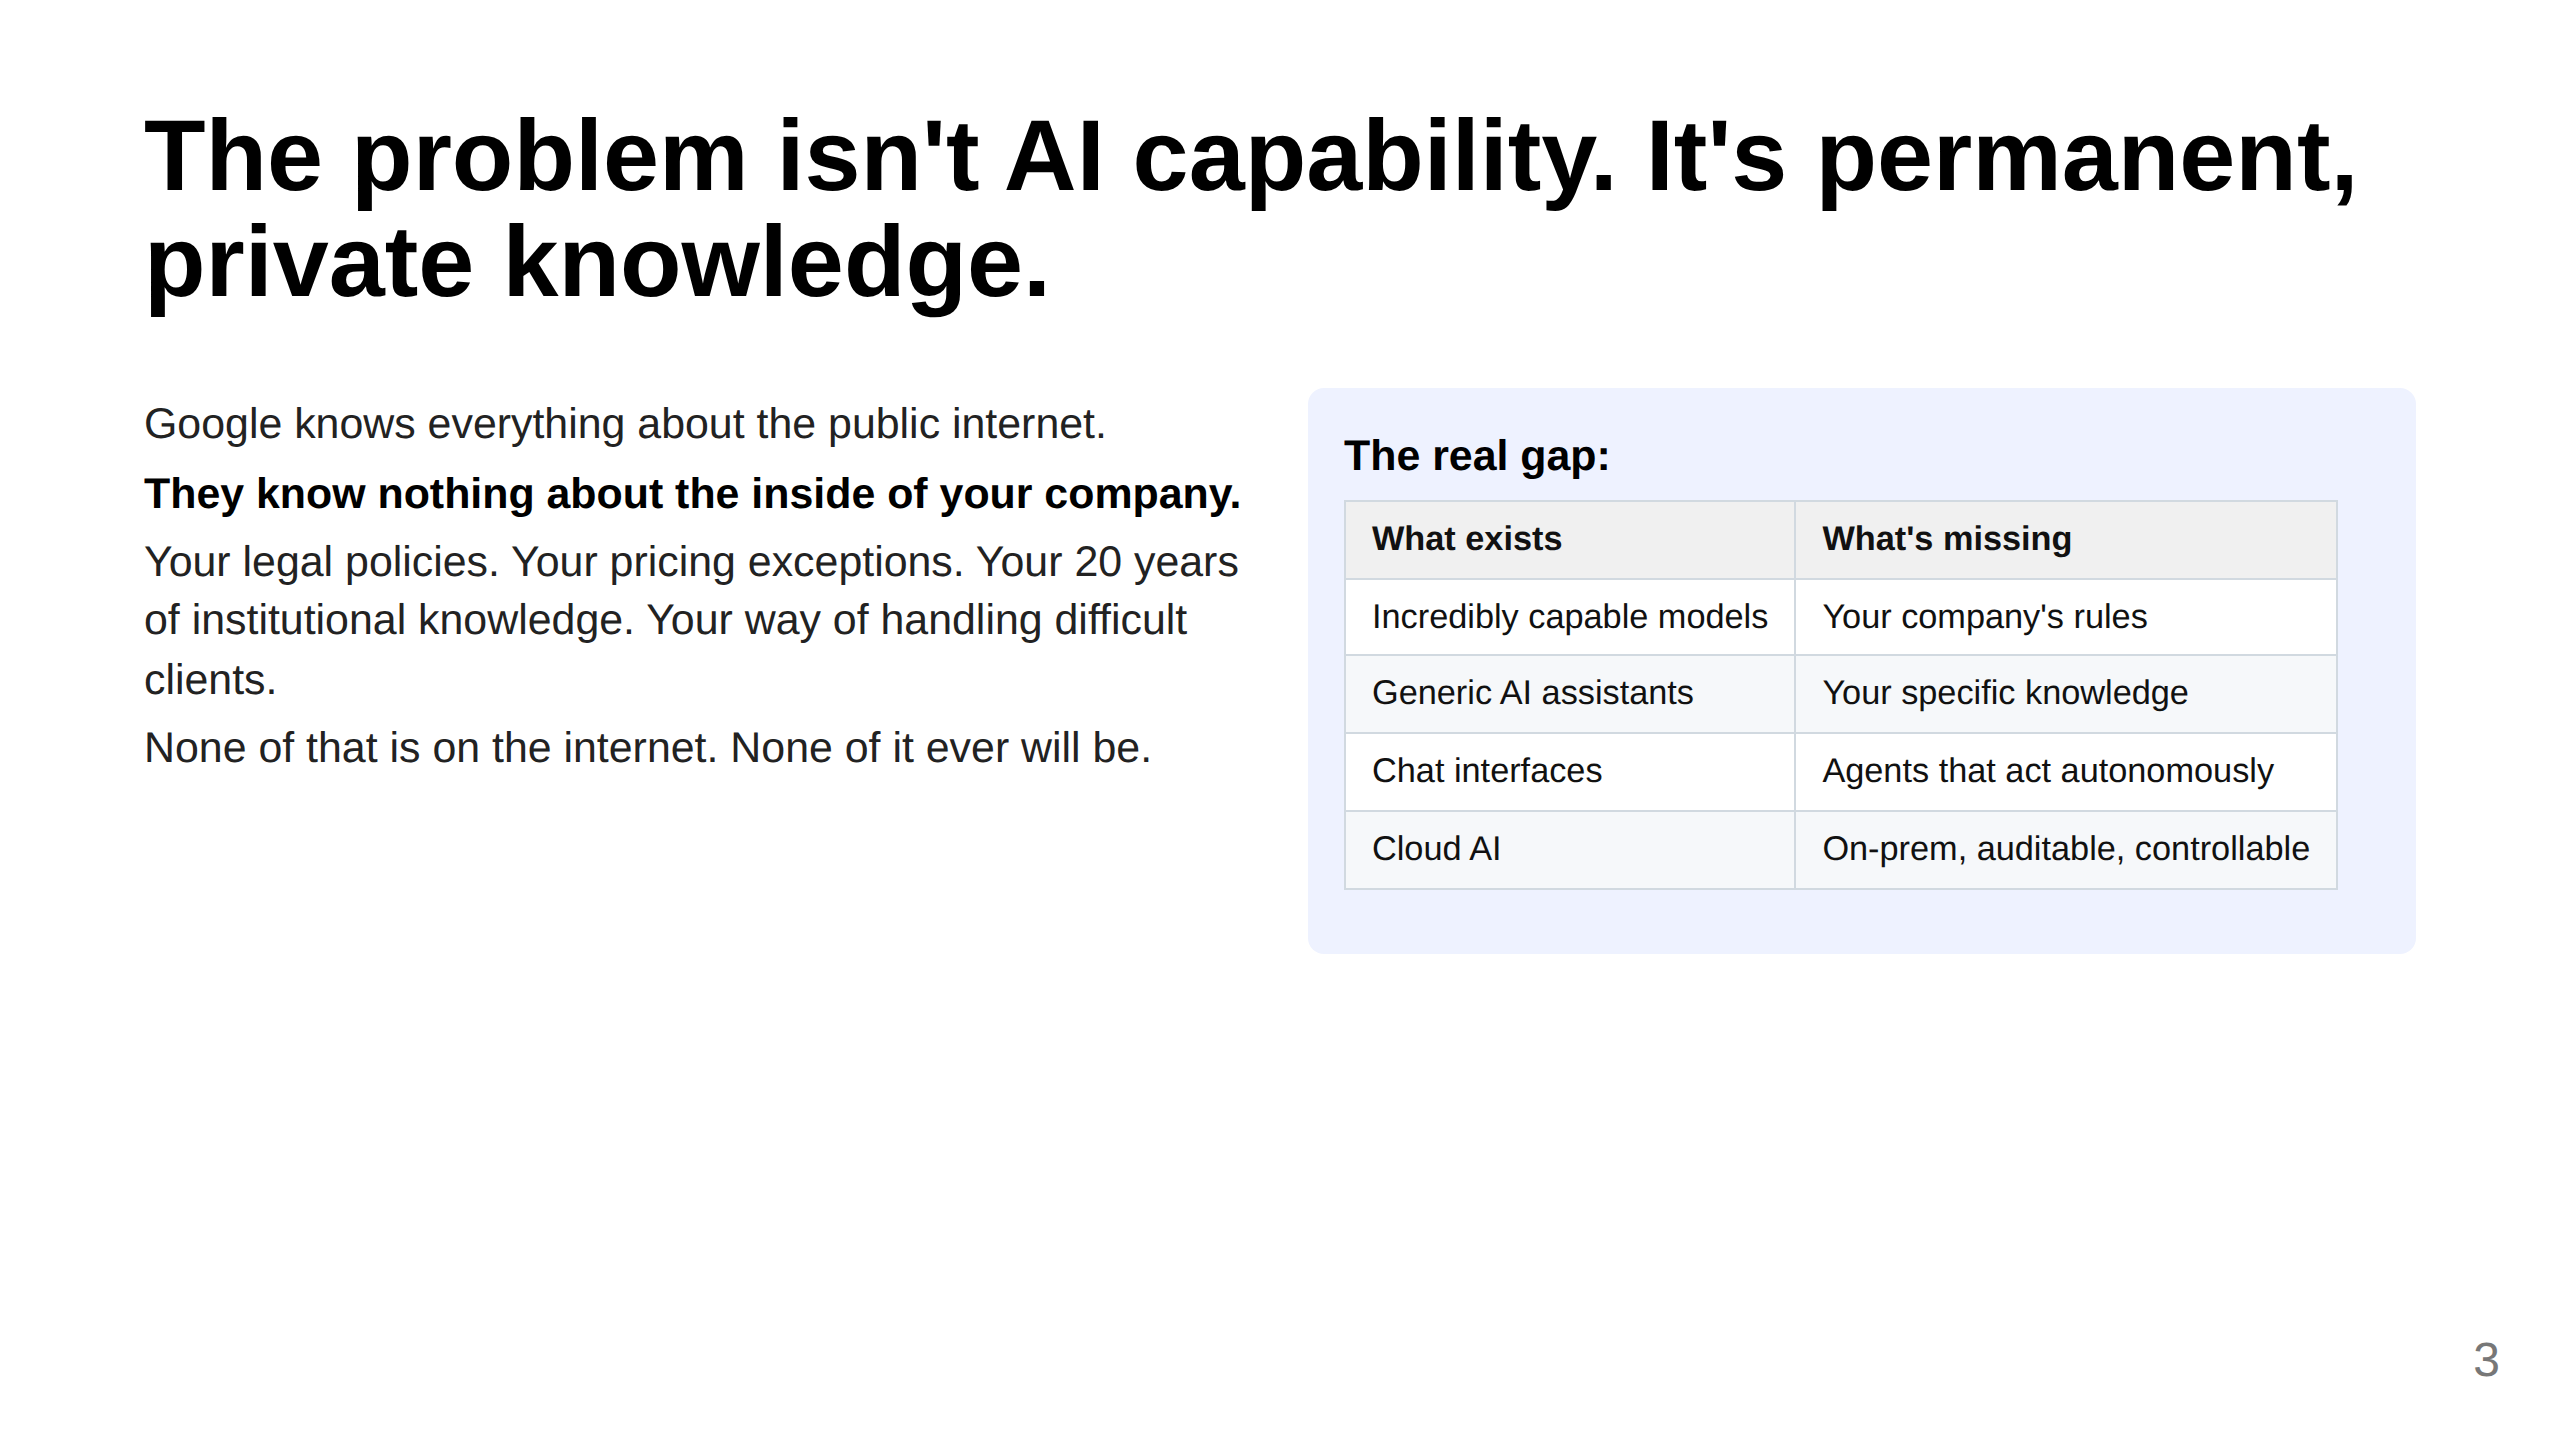 The problem isn't AI capability. It's permanent,
private knowledge.
Google knows everything about the public internet.
They know nothing about the inside of your company.
Your legal policies. Your pricing exceptions. Your 20 years
of institutional knowledge. Your way of handling difficult
clients.
None of that is on the internet. None of it ever will be.
The real gap:
What exists What's missing
Incredibly capable models Your company's rules
Generic AI assistants Your specific knowledge
Chat interfaces Agents that act autonomously
Cloud AI On-prem, auditable, controllable
3